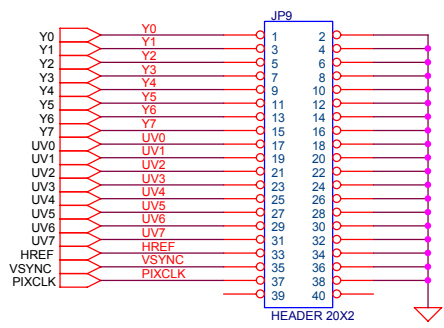 JP9
Y0 Y0 1 2
Y1 Y1 3 4
Y2 Y2 5 6
Y3 Y3 7 8
Y4 Y4 9 10
Y5 Y5 11 12
Y6 Y6 13 14
Y7 Y7 15 16
UV0 UV0 17 18
UV1 UV1 19 20
UV2 UV2 21 22
UV3 UV3 23 24
UV4 UV4 25 26
UV5 UV5 27 28
UV6 UV6 29 30
UV7 UV7 31 32
HREF HREF 33 34
VSYNC VSYNC 35 36
PIXCLK PIXCLK 37 38
39 40
HEADER 20X2